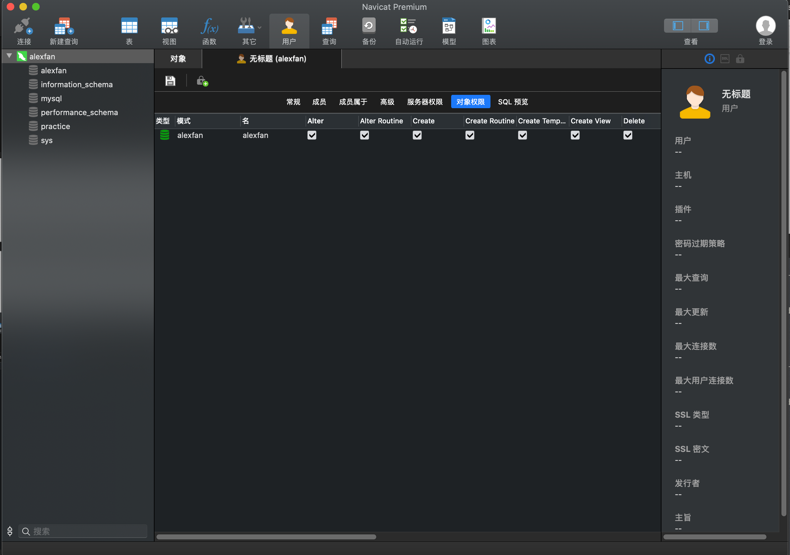 Navicat Premium
连接
新建查询
表
视图
函数
其它
用户
查询
备份
自动运行
模型
图表
查看
登录
alexfan
alexfan
information_schema
mysql
performance_schema
practice
sys
搜索
对象
无标题 (alexfan)
常规 成员 成员属于 高级 服务器权限 对象权限 SQL 预览
类型 模式 名 Alter Alter Routine Create Create Routine Create Temp... Create View Delete
alexfan alexfan
无标题
用户
用户
--
主机
--
插件
--
密码过期策略
--
最大查询
--
最大更新
--
最大连接数
--
最大用户连接数
--
SSL 类型
--
SSL 密文
--
发行者
--
主旨
--